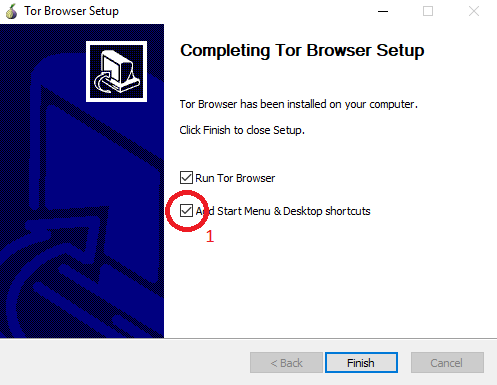 Tor Browser Setup
Completing Tor Browser Setup
Tor Browser has been installed on your computer.
Click Finish to close Setup.
Run Tor Browser
Add Start Menu & Desktop shortcuts
1
< Back
Finish
Cancel